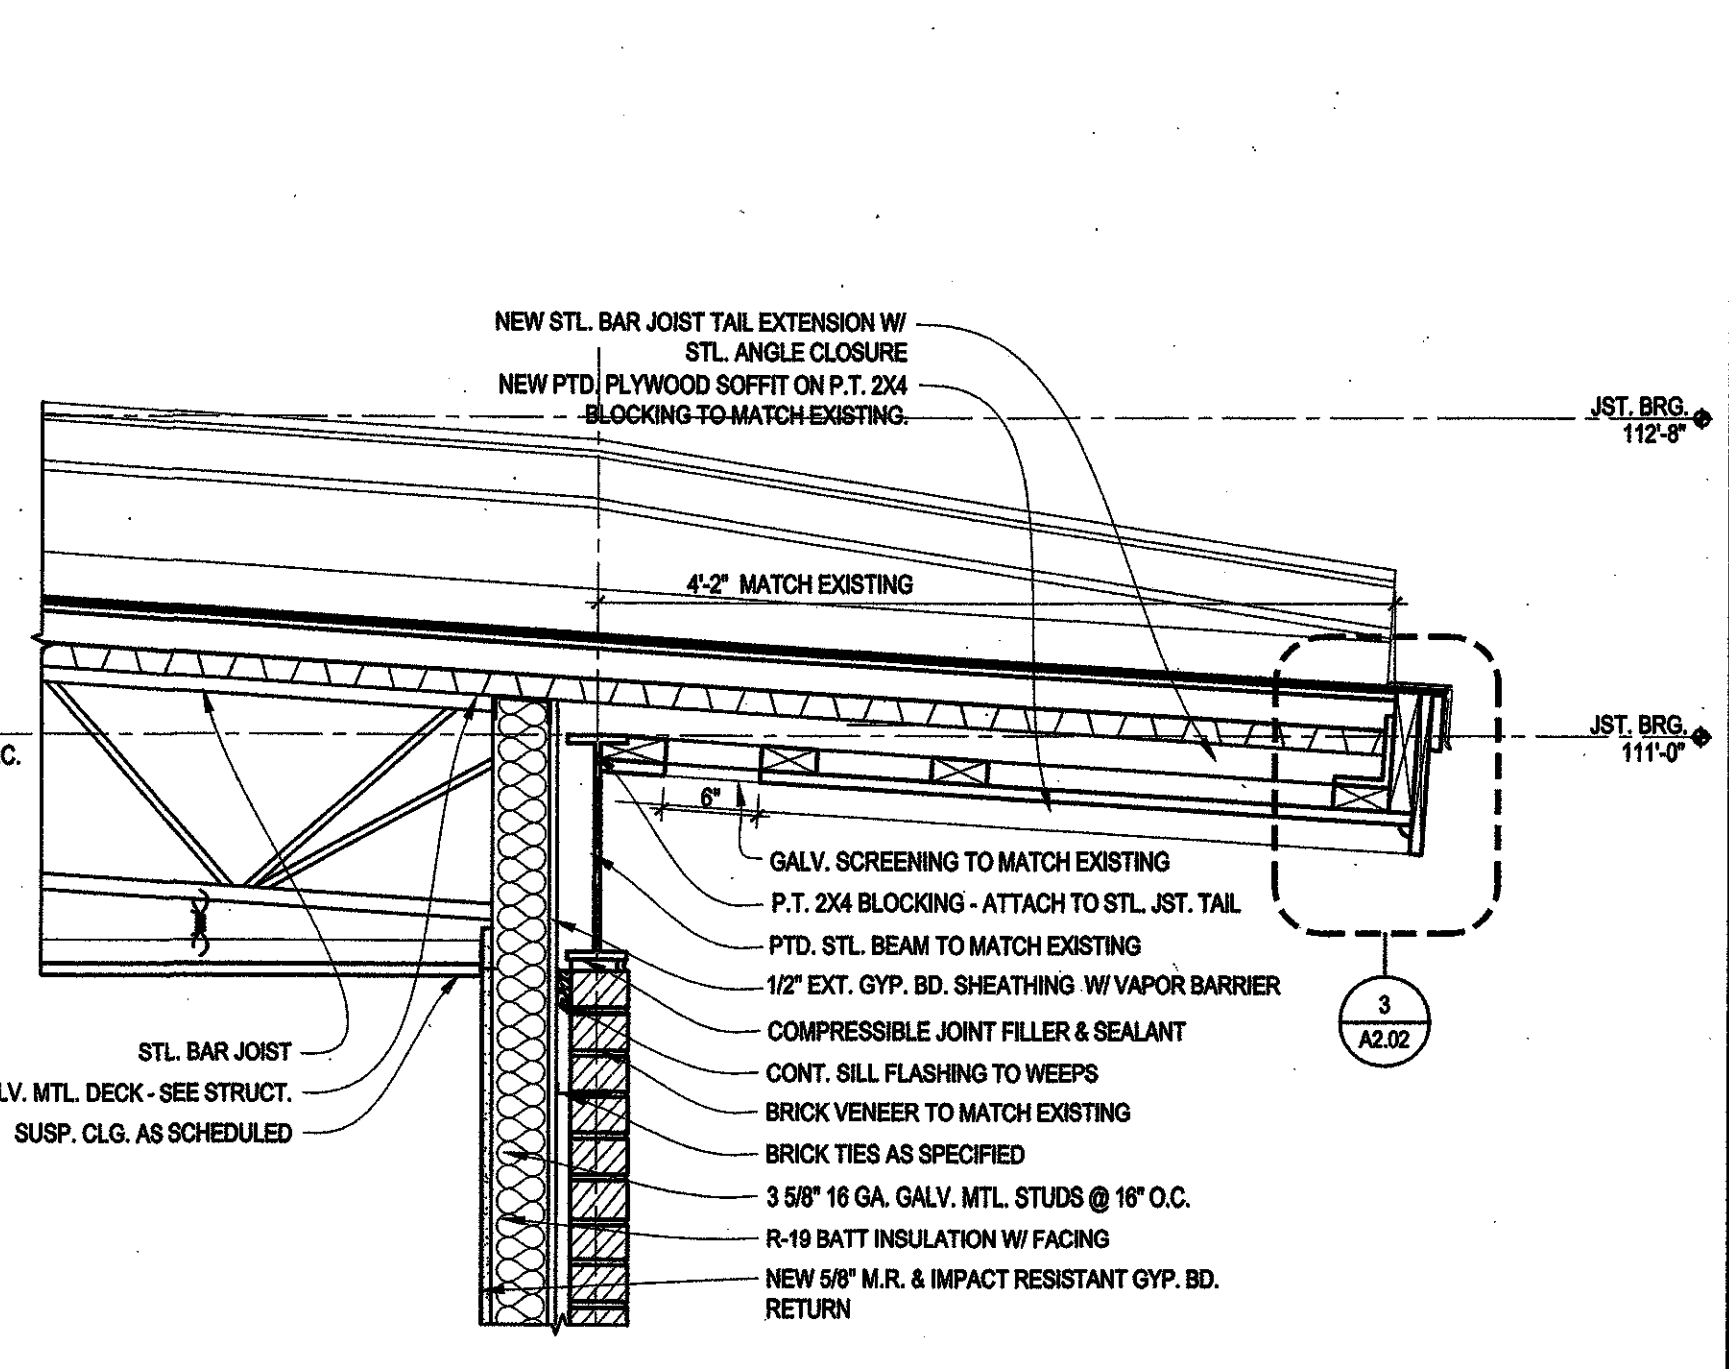 NEW STL. BAR JOIST TAIL EXTENSION W/
STL. ANGLE CLOSURE
NEW PTD. PLYWOOD SOFFIT ON P.T. 2X4
BLOCKING TO MATCH EXISTING.
JST. BRG.
112'-8"
4'-2" MATCH EXISTING
JST. BRG.
111'-0"
C.
6"
GALV. SCREENING TO MATCH EXISTING
P.T. 2X4 BLOCKING - ATTACH TO STL. JST. TAIL
PTD. STL. BEAM TO MATCH EXISTING
1/2" EXT. GYP. BD. SHEATHING W/ VAPOR BARRIER
COMPRESSIBLE JOINT FILLER & SEALANT
CONT. SILL FLASHING TO WEEPS
BRICK VENEER TO MATCH EXISTING
BRICK TIES AS SPECIFIED
3 5/8" 16 GA. GALV. MTL. STUDS @ 16" O.C.
R-19 BATT INSULATION W/ FACING
NEW 5/8" M.R. & IMPACT RESISTANT GYP. BD.
RETURN
STL. BAR JOIST
LV. MTL. DECK - SEE STRUCT.
SUSP. CLG. AS SCHEDULED
3
A2.02